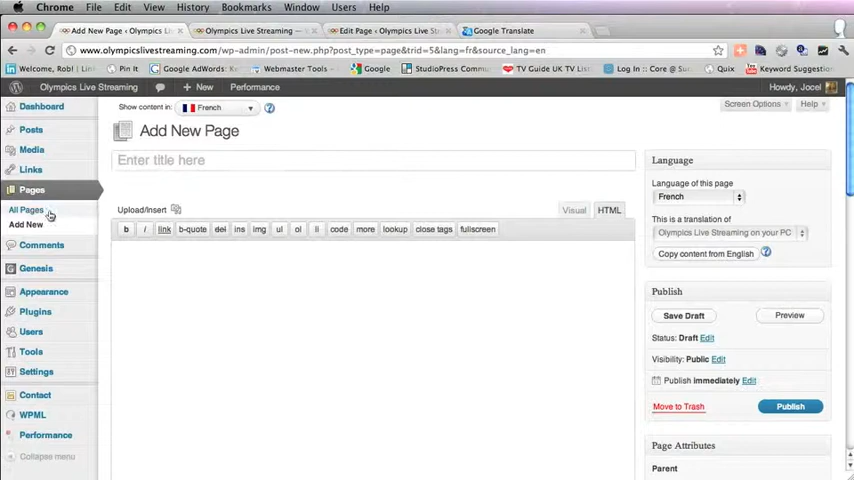 Chrome File Edit View History Bookmarks Window Users Help
Add New Page ‹ Olympics Li
Olympics Live Streaming —
Edit Page ‹ Olympics Live Str
Google Translate
www.olympicslivestreaming.com/wp-admin/post-new.php?post_type=page&trid=5&lang=fr&source_lang=en
Welcome, Rob! | Lin
Pin It
Google AdWords: K
Webmaster Tools
Google
StudioPress Commu
TV Guide UK TV List
Log In :: Core @ Su
Quix
Keyword Suggestion
Olympics Live Streaming
+ New
Performance
Howdy, Jocel
Dashboard
Posts
Media
Links
Pages
All Pages
Add New
Comments
Genesis
Appearance
Plugins
Users
Tools
Settings
Contact
WPML
Performance
Collapse menu
Show content in: French ?
Screen Options
Help
Add New Page
Enter title here
Upload/Insert
Visual
HTML
b i link b-quote del ins img ul ol li code more lookup close tags fullscreen
Language
Language of this page
French
This is a translation of
Olympics Live Streaming on your PC
Copy content from English ?
Publish
Save Draft
Preview
Status: Draft Edit
Visibility: Public Edit
Publish immediately Edit
Move to Trash
Publish
Page Attributes
Parent